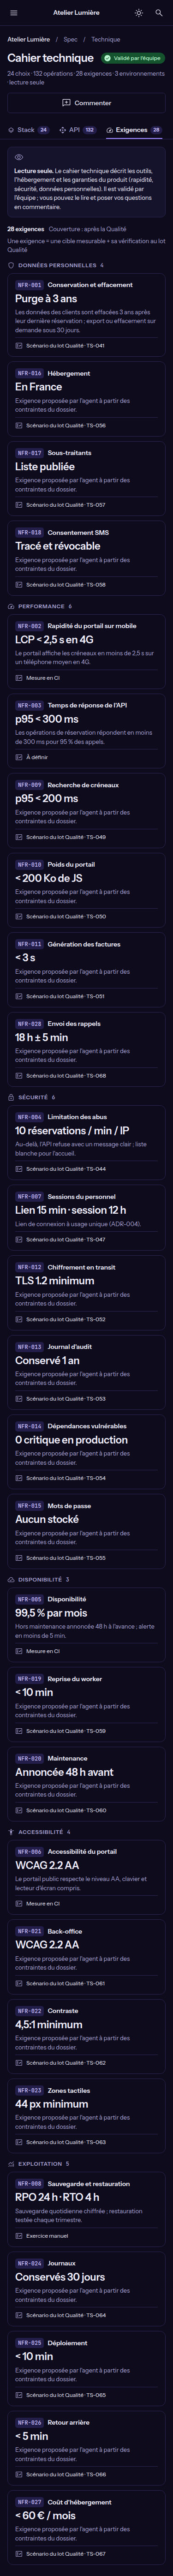 Atelier Lumière
Atelier Lumière / Spec / Technique
Cahier technique
Validé par l'équipe
24 choix · 132 opérations · 28 exigences · 3 environnements
· lecture seule
Commenter
Stack 24
API 132
Exigences 28
Lecture seule. Le cahier technique décrit les outils,
l'hébergement et les garanties du produit (rapidité,
sécurité, données personnelles). Il est validé par
l'équipe ; vous pouvez le lire et poser vos questions
en commentaire.
28 exigences Couverture : après la Qualité
Une exigence = une cible mesurable + sa vérification au lot
Qualité
DONNÉES PERSONNELLES 4
NFR-001 Conservation et effacement
Purge à 3 ans
Les données des clients sont effacées 3 ans après
leur dernière réservation ; export ou effacement sur
demande sous 30 jours.
Scénario du lot Qualité · TS-041
NFR-016 Hébergement
En France
Exigence proposée par l'agent à partir des
contraintes du dossier.
Scénario du lot Qualité · TS-056
NFR-017 Sous-traitants
Liste publiée
Exigence proposée par l'agent à partir des
contraintes du dossier.
Scénario du lot Qualité · TS-057
NFR-018 Consentement SMS
Tracé et révocable
Exigence proposée par l'agent à partir des
contraintes du dossier.
Scénario du lot Qualité · TS-058
PERFORMANCE 6
NFR-002 Rapidité du portail sur mobile
LCP < 2,5 s en 4G
Le portail affiche les créneaux en moins de 2,5 s sur
un téléphone moyen en 4G.
Mesure en CI
NFR-003 Temps de réponse de l'API
p95 < 300 ms
Les opérations de réservation répondent en moins
de 300 ms pour 95 % des appels.
À définir
NFR-009 Recherche de créneaux
p95 < 200 ms
Exigence proposée par l'agent à partir des
contraintes du dossier.
Scénario du lot Qualité · TS-049
NFR-010 Poids du portail
< 200 Ko de JS
Exigence proposée par l'agent à partir des
contraintes du dossier.
Scénario du lot Qualité · TS-050
NFR-011 Génération des factures
< 3 s
Exigence proposée par l'agent à partir des
contraintes du dossier.
Scénario du lot Qualité · TS-051
NFR-028 Envoi des rappels
18 h ± 5 min
Exigence proposée par l'agent à partir des
contraintes du dossier.
Scénario du lot Qualité · TS-068
SÉCURITÉ 6
NFR-004 Limitation des abus
10 réservations / min / IP
Au-delà, l'API refuse avec un message clair ; liste
blanche pour l'accueil.
Scénario du lot Qualité · TS-044
NFR-007 Sessions du personnel
Lien 15 min · session 12 h
Lien de connexion à usage unique (ADR-004).
Scénario du lot Qualité · TS-047
NFR-012 Chiffrement en transit
TLS 1.2 minimum
Exigence proposée par l'agent à partir des
contraintes du dossier.
Scénario du lot Qualité · TS-052
NFR-013 Journal d'audit
Conservé 1 an
Exigence proposée par l'agent à partir des
contraintes du dossier.
Scénario du lot Qualité · TS-053
NFR-014 Dépendances vulnérables
0 critique en production
Exigence proposée par l'agent à partir des
contraintes du dossier.
Scénario du lot Qualité · TS-054
NFR-015 Mots de passe
Aucun stocké
Exigence proposée par l'agent à partir des
contraintes du dossier.
Scénario du lot Qualité · TS-055
DISPONIBILITÉ 3
NFR-005 Disponibilité
99,5 % par mois
Hors maintenance annoncée 48 h à l'avance ; alerte
en moins de 5 min.
Mesure en CI
NFR-019 Reprise du worker
< 10 min
Exigence proposée par l'agent à partir des
contraintes du dossier.
Scénario du lot Qualité · TS-059
NFR-020 Maintenance
Annoncée 48 h avant
Exigence proposée par l'agent à partir des
contraintes du dossier.
Scénario du lot Qualité · TS-060
ACCESSIBILITÉ 4
NFR-006 Accessibilité du portail
WCAG 2.2 AA
Le portail public respecte le niveau AA, clavier et
lecteur d'écran compris.
Mesure en CI
NFR-021 Back-office
WCAG 2.2 AA
Exigence proposée par l'agent à partir des
contraintes du dossier.
Scénario du lot Qualité · TS-061
NFR-022 Contraste
4,5:1 minimum
Exigence proposée par l'agent à partir des
contraintes du dossier.
Scénario du lot Qualité · TS-062
NFR-023 Zones tactiles
44 px minimum
Exigence proposée par l'agent à partir des
contraintes du dossier.
Scénario du lot Qualité · TS-063
EXPLOITATION 5
NFR-008 Sauvegarde et restauration
RPO 24 h · RTO 4 h
Sauvegarde quotidienne chiffrée ; restauration
testée chaque trimestre.
Exercice manuel
NFR-024 Journaux
Conservés 30 jours
Exigence proposée par l'agent à partir des
contraintes du dossier.
Scénario du lot Qualité · TS-064
NFR-025 Déploiement
< 10 min
Exigence proposée par l'agent à partir des
contraintes du dossier.
Scénario du lot Qualité · TS-065
NFR-026 Retour arrière
< 5 min
Exigence proposée par l'agent à partir des
contraintes du dossier.
Scénario du lot Qualité · TS-066
NFR-027 Coût d'hébergement
< 60 € / mois
Exigence proposée par l'agent à partir des
contraintes du dossier.
Scénario du lot Qualité · TS-067